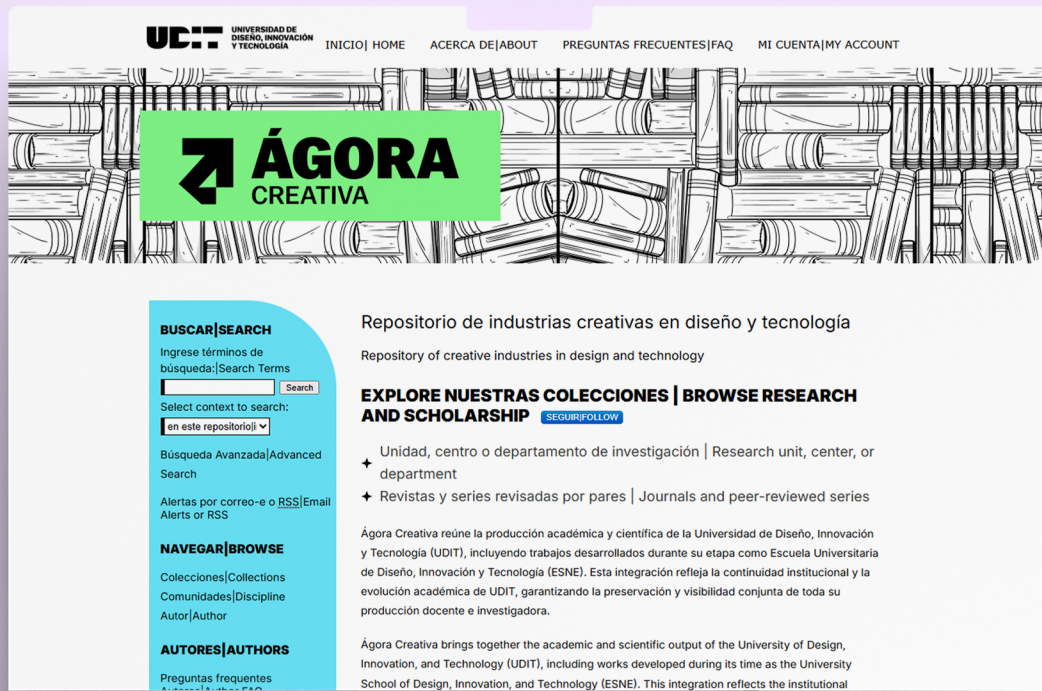 UDIT
UNIVERSIDAD DE
DISEÑO, INNOVACIÓN
Y TECNOLOGÍA
INICIO| HOME
ACERCA DE|ABOUT
PREGUNTAS FRECUENTES|FAQ
MI CUENTA|MY ACCOUNT
ÁGORA
CREATIVA
BUSCAR|SEARCH
Ingrese términos de
búsqueda:|Search Terms
Search
Select context to search:
en este repositorio|i
Búsqueda Avanzada|Advanced
Search
Alertas por correo-e o RSS|Email
Alerts or RSS
NAVEGAR|BROWSE
Colecciones|Collections
Comunidades|Discipline
Autor|Author
AUTORES|AUTHORS
Preguntas frecuentes
Autores|Author FAQ
Repositorio de industrias creativas en diseño y tecnología
Repository of creative industries in design and technology
EXPLORE NUESTRAS COLECCIONES | BROWSE RESEARCH
AND SCHOLARSHIP SEGUIR|FOLLOW
Unidad, centro o departamento de investigación | Research unit, center, or
department
Revistas y series revisadas por pares | Journals and peer-reviewed series
Ágora Creativa reúne la producción académica y científica de la Universidad de Diseño, Innovación
y Tecnología (UDIT), incluyendo trabajos desarrollados durante su etapa como Escuela Universitaria
de Diseño, Innovación y Tecnología (ESNE). Esta integración refleja la continuidad institucional y la
evolución académica de UDIT, garantizando la preservación y visibilidad conjunta de toda su
producción docente e investigadora.
Ágora Creativa brings together the academic and scientific output of the University of Design,
Innovation, and Technology (UDIT), including works developed during its time as the University
School of Design, Innovation, and Technology (ESNE). This integration reflects the institutional